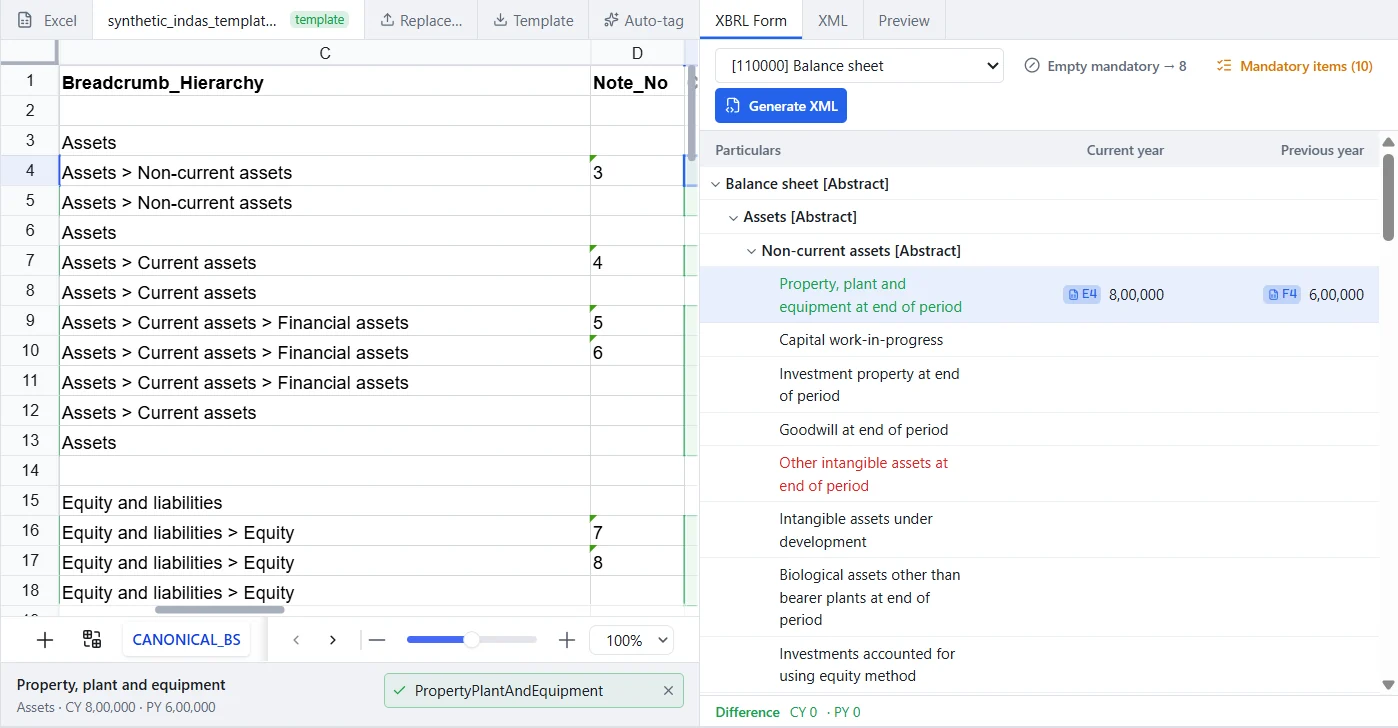 Excel
synthetic_indas_templat...
template
Replace...
Template
Auto-tag
XBRL Form
XML
Preview
C
D
1 Breadcrumb_Hierarchy Note_No
2
3 Assets
4 Assets > Non-current assets 3
5 Assets > Non-current assets
6 Assets
7 Assets > Current assets 4
8 Assets > Current assets
9 Assets > Current assets > Financial assets 5
10 Assets > Current assets > Financial assets 6
11 Assets > Current assets > Financial assets
12 Assets > Current assets
13 Assets
14
15 Equity and liabilities
16 Equity and liabilities > Equity 7
17 Equity and liabilities > Equity 8
18 Equity and liabilities > Equity
CANONICAL_BS
100%
Property, plant and equipment
Assets · CY 8,00,000 · PY 6,00,000
PropertyPlantAndEquipment
[110000] Balance sheet
Empty mandatory → 8
Mandatory items (10)
Generate XML
Particulars Current year Previous year
Balance sheet [Abstract]
Assets [Abstract]
Non-current assets [Abstract]
Property, plant and
equipment at end of period
E4 8,00,000
F4 6,00,000
Capital work-in-progress
Investment property at end
of period
Goodwill at end of period
Other intangible assets at
end of period
Intangible assets under
development
Biological assets other than
bearer plants at end of
period
Investments accounted for
using equity method
Difference CY 0 · PY 0